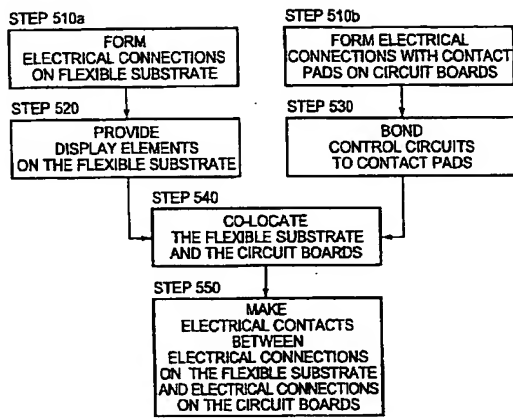 STEP 510a
FORM
ELECTRICAL CONNECTIONS
ON FLEXIBLE SUBSTRATE
STEP 510b
FORM ELECTRICAL
CONNECTIONS WITH CONTACT
PADS ON CIRCUIT BOARDS
STEP 520
PROVIDE
DISPLAY ELEMENTS
ON THE FLEXIBLE SUBSTRATE
STEP 530
BOND
CONTROL CIRCUITS
TO CONTACT PADS
STEP 540
CO-LOCATE
THE FLEXIBLE SUBSTRATE
AND THE CIRCUIT BOARDS
STEP 550
MAKE
ELECTRICAL CONTACTS
BETWEEN
ELECTRICAL CONNECTIONS
ON THE FLEXIBLE SUBSTRATE
AND ELECTRICAL CONNECTIONS
ON THE CIRCUIT BOARDS